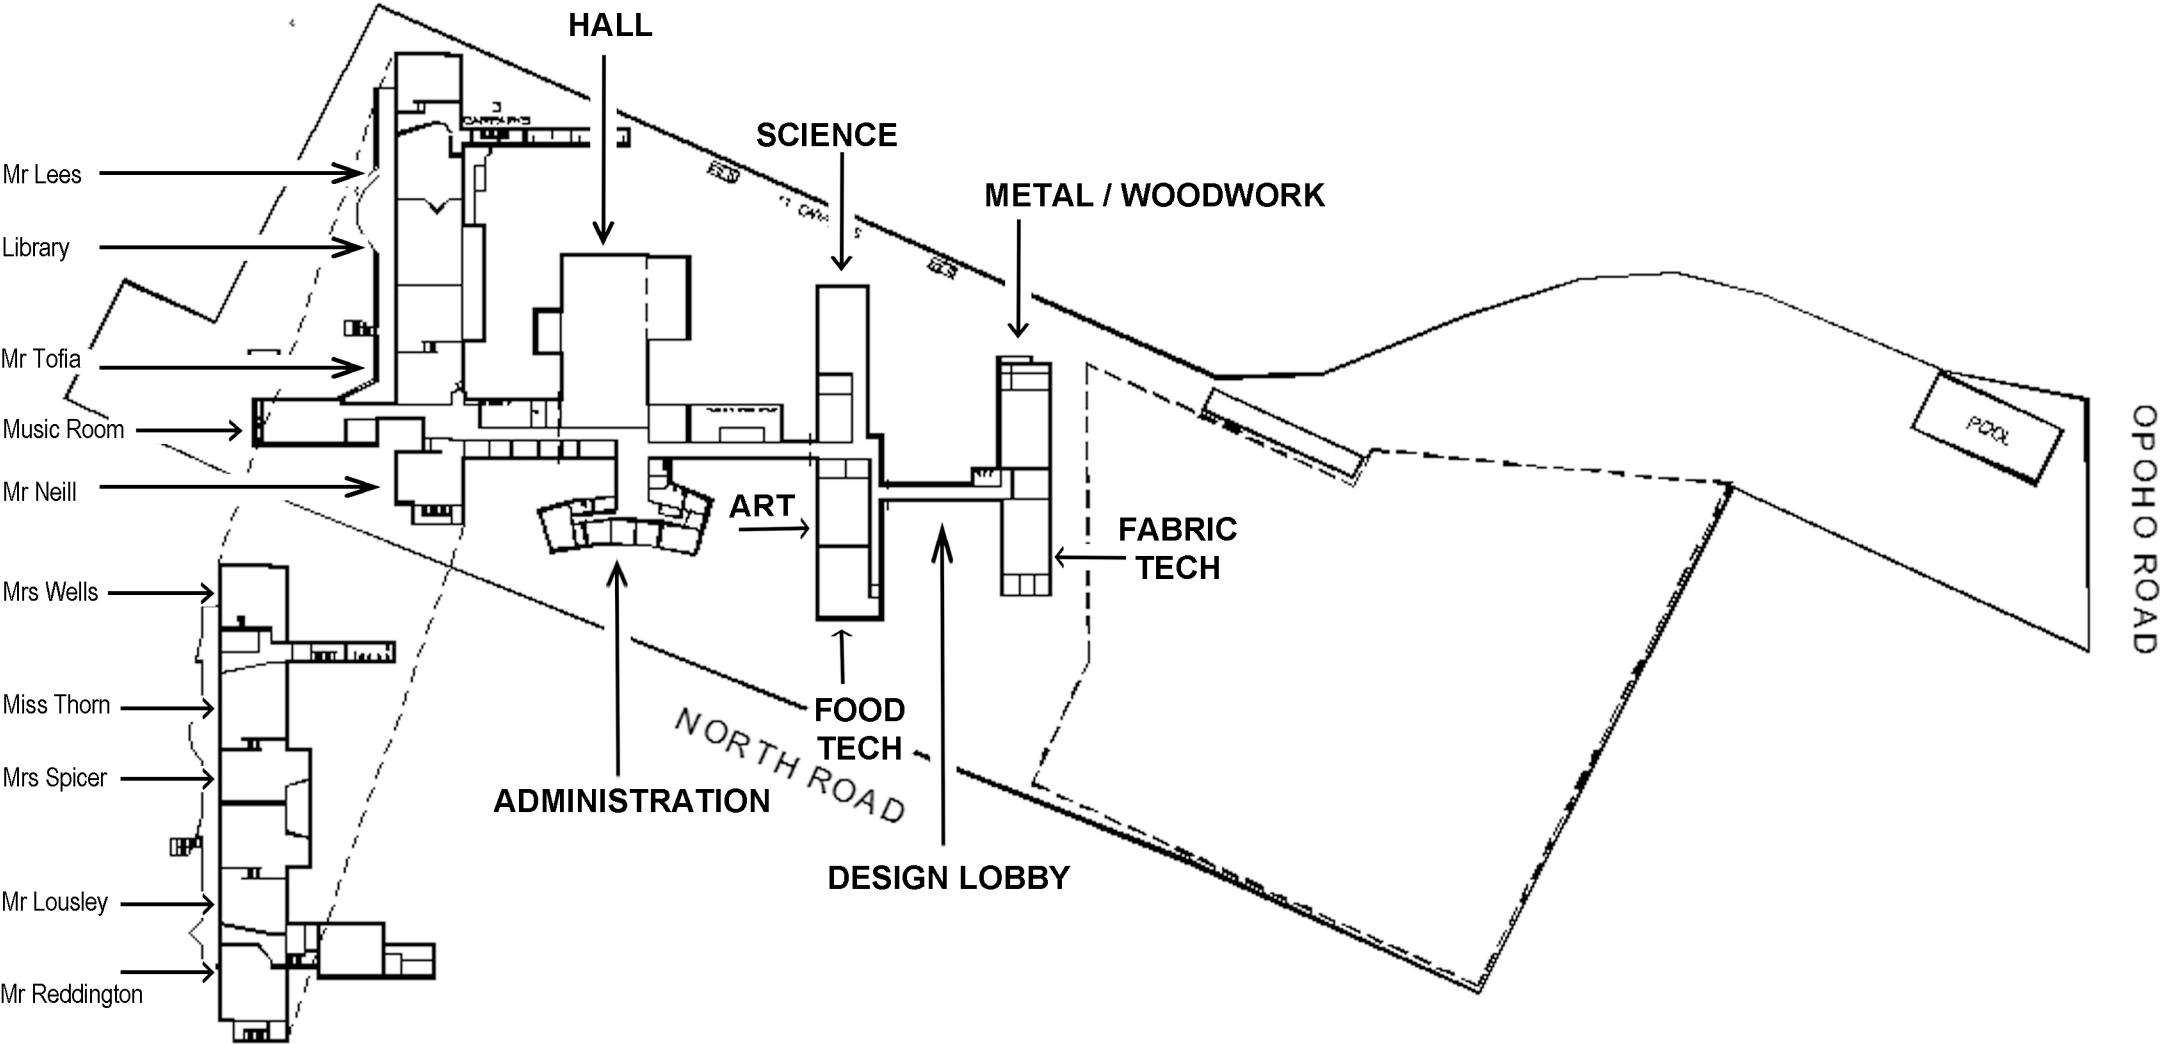 HALL
SCIENCE
METAL / WOODWORK
Mr Lees
Library
Mr Tofia
Music Room
Mr Neill
ART
FABRIC
TECH
POOL
OPOHO ROAD
Mrs Wells
Miss Thorn
Mrs Spicer
FOOD
TECH
NORTH ROAD
ADMINISTRATION
DESIGN LOBBY
Mr Lousley
Mr Reddington